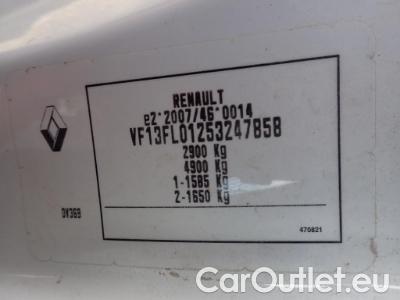 RENAULT
e2*2007/46*0014
VF13FL01253247858
2900 Kg
4900 Kg
1-1585 Kg
2-1650 Kg
DV369
470821
CarOutlet.eu